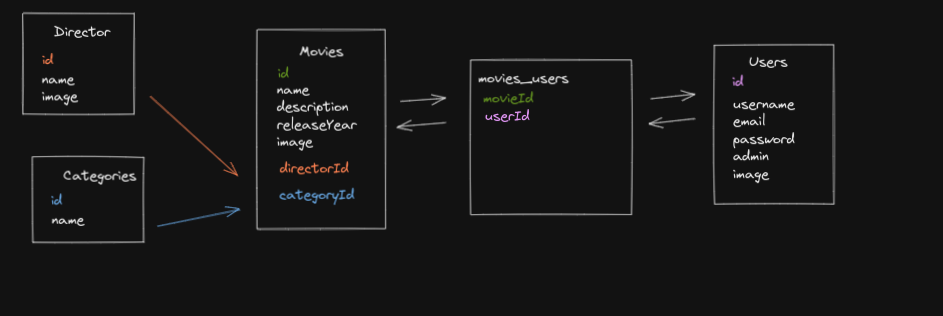 Director
id
name
image
Categories
id
name
Movies
id
name
description
releaseYear
image
directorId
categoryId
movies_users
movieId
userId
Users
id
username
email
password
admin
image